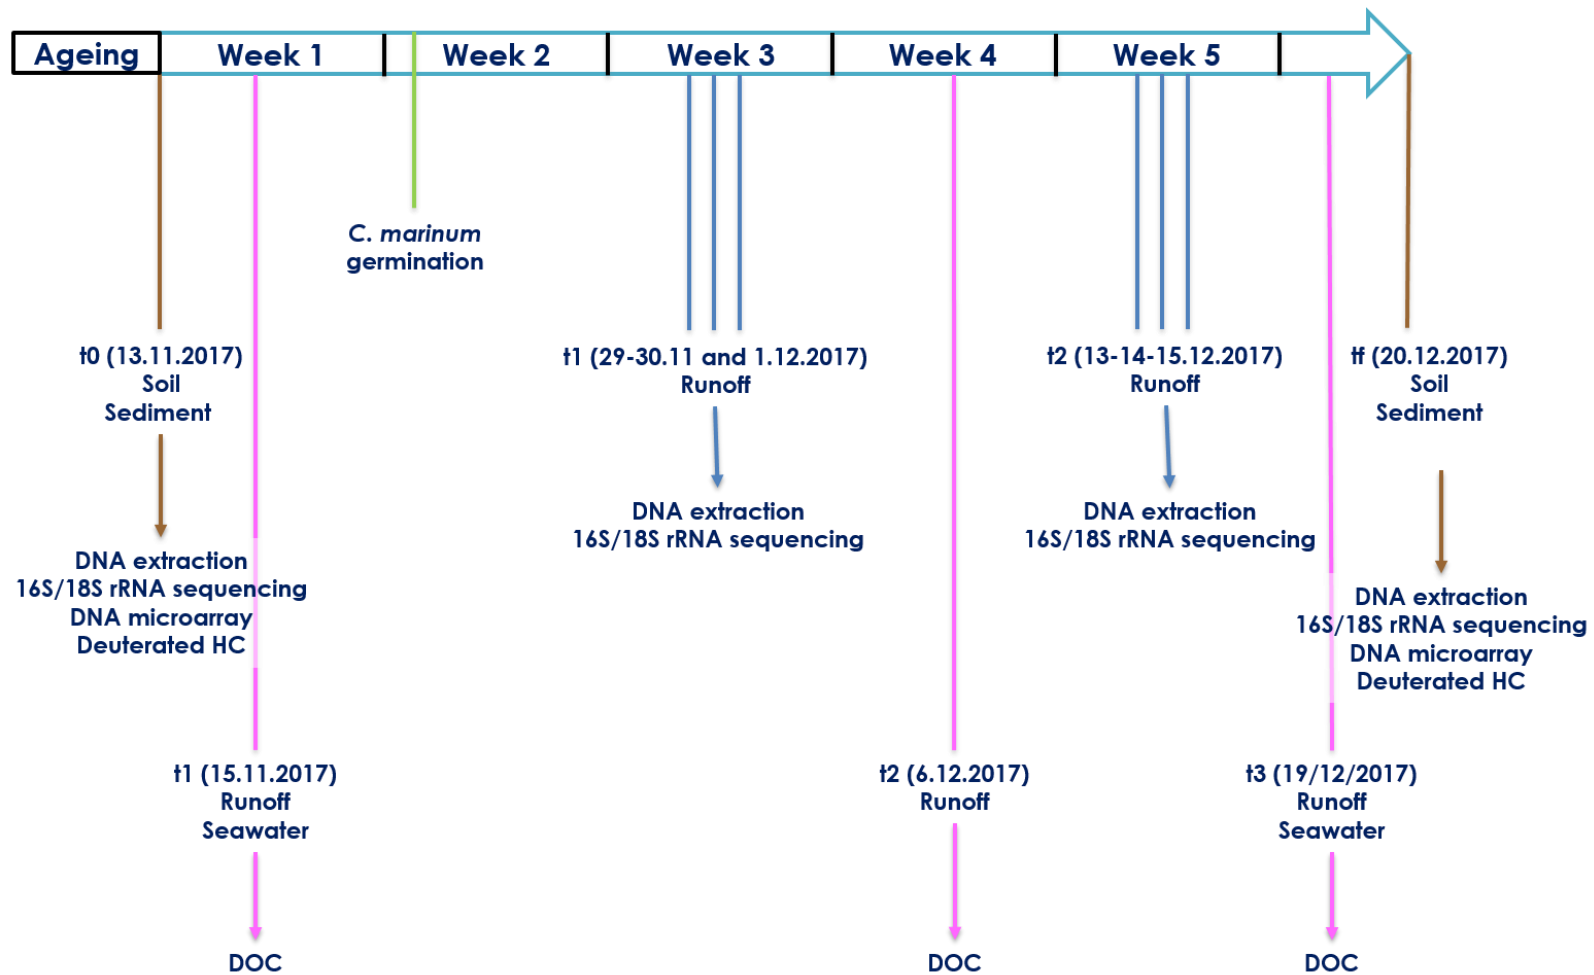 Ageing
Week 1
Week 2
Week 3
Week 4
Week 5
C. marinum
germination
t0 (13.11.2017)
Soil
Sediment
t1 (29-30.11 and 1.12.2017)
Runoff
t2 (13-14-15.12.2017)
Runoff
tf (20.12.2017)
Soil
Sediment
DNA extraction
16S/18S rRNA sequencing
DNA microarray
Deuterated HC
DNA extraction
16S/18S rRNA sequencing
DNA extraction
16S/18S rRNA sequencing
DNA extraction
16S/18S rRNA sequencing
DNA microarray
Deuterated HC
t1 (15.11.2017)
Runoff
Seawater
t2 (6.12.2017)
Runoff
t3 (19/12/2017)
Runoff
Seawater
DOC
DOC
DOC